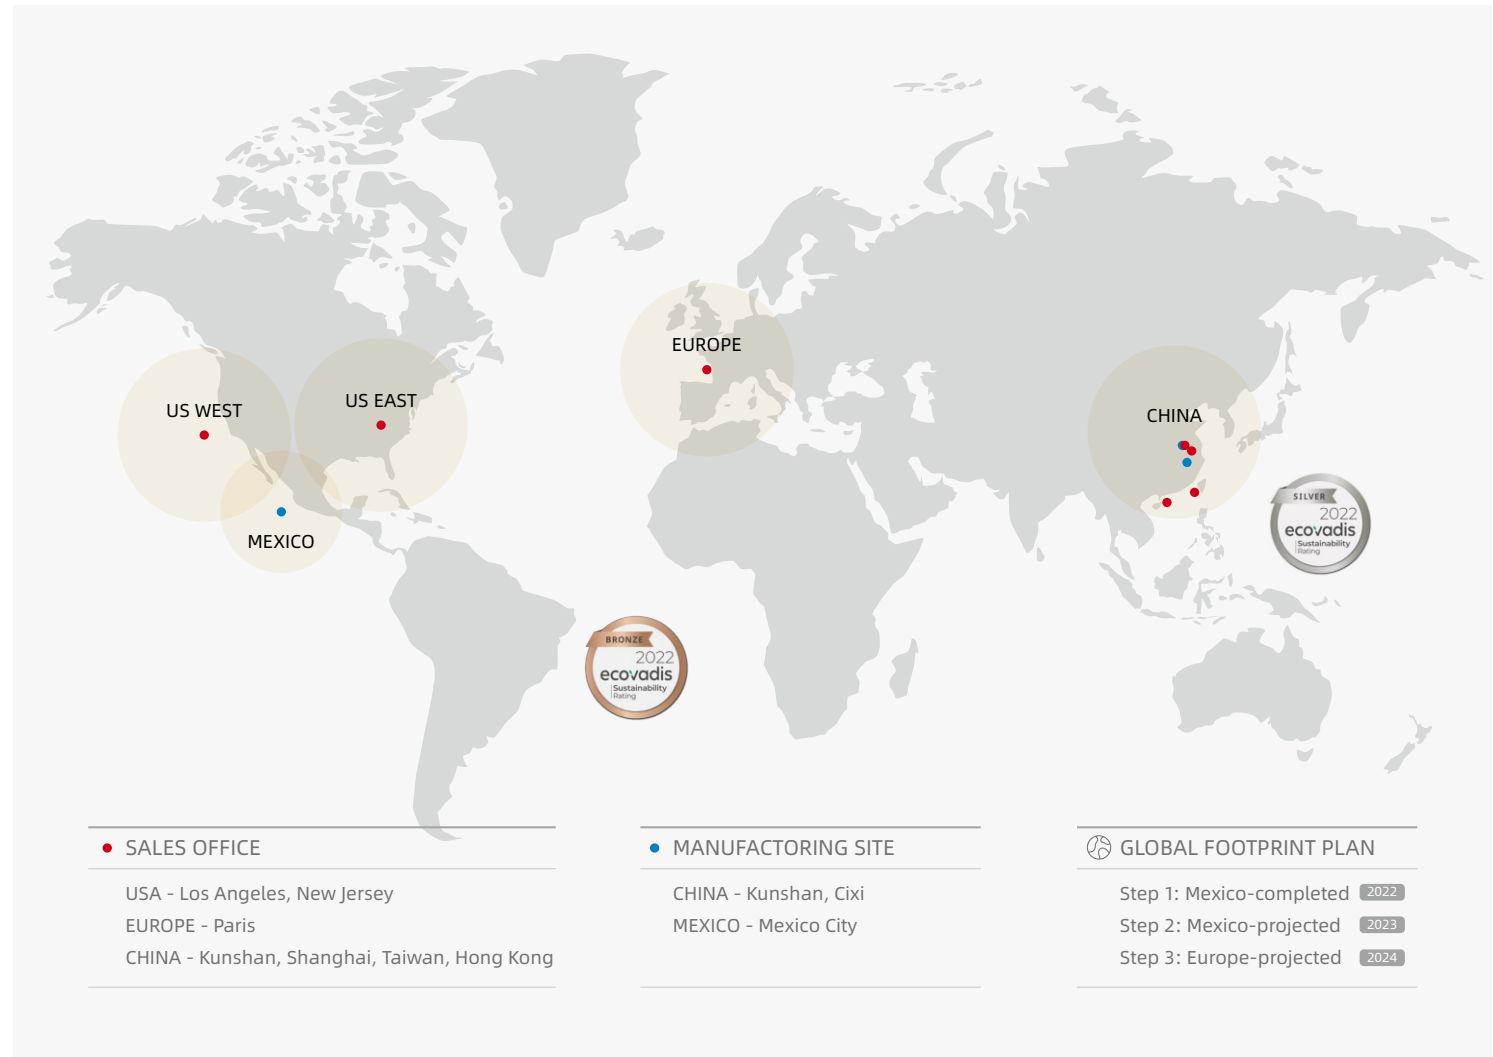 EUROPE
US EAST
US WEST
CHINA
MEXICO
SILVER
2022
ecovadis
Sustainability
Rating
BRONZE
2022
ecovadis
Sustainability
Rating
SALES OFFICE
USA - Los Angeles, New Jersey
EUROPE - Paris
CHINA - Kunshan, Shanghai, Taiwan, Hong Kong
MANUFACTORING SITE
CHINA - Kunshan, Cixi
MEXICO - Mexico City
GLOBAL FOOTPRINT PLAN
Step 1: Mexico-completed 2022
Step 2: Mexico-projected 2023
Step 3: Europe-projected 2024